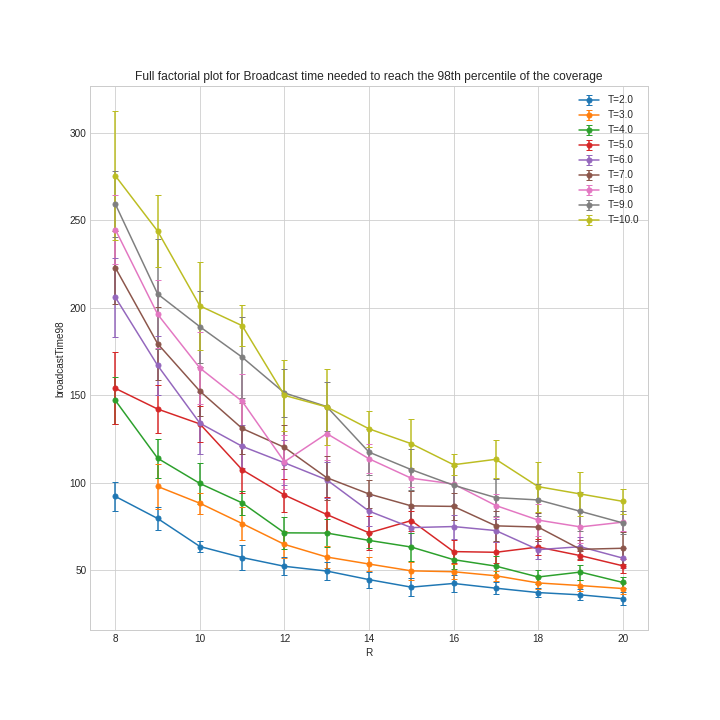 Full factorial plot for Broadcast time needed to reach the 98th percentile of the coverage
T=2.0
T=3.0
T=4.0
T=5.0
T=6.0
T=7.0
T=8.0
T=9.0
T=10.0
300
250
200
150
100
50
broadcastTime98
8 10 12 14 16 18 20
R